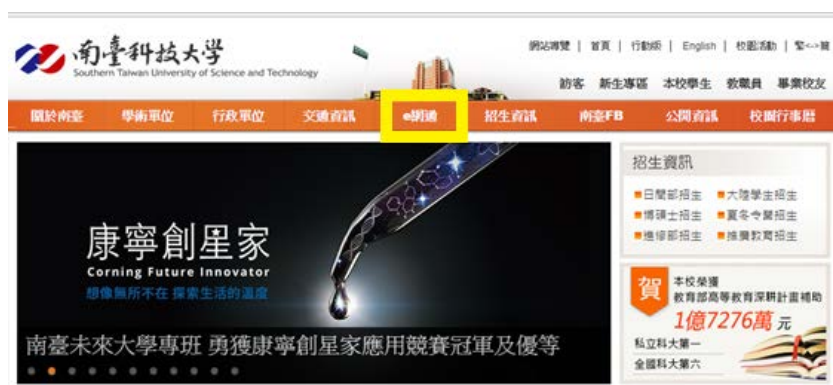 南臺科技大学
Southern Taiwan University of Science and Technology
網站導覽 | 首頁 | 行動版 | English | 校園活動 | 繁<->簡
訪客 新生專區 本校學生 教職員 畢業校友
關於南臺 學術單位 行政單位 交通資訊 e網通 招生資訊 南臺FB 公開資訊 校園行事曆
康寧創星家
Corning Future Innovator
想像無所不在 探索生活的溫度
南臺未來大學專班 勇獲康寧創星家應用競賽冠軍及優等
招生資訊
日間部招生 大陸學生招生
博碩士招生 夏冬令營招生
進修部招生 推廣教育招生
賀 本校榮獲
教育部高等教育深耕計畫補助
1億7276萬 元
私立科大第一
全國科大第六